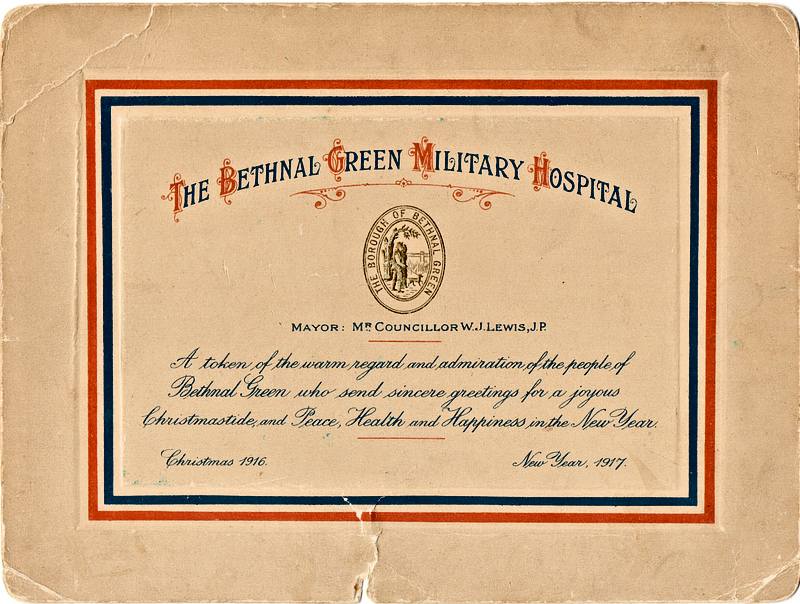 The Bethnal Green Military Hospital
THE BOROUGH OF BETHNAL GREEN
MAYOR: MR COUNCILLOR W.J. LEWIS, J.P.
A token of the warm regard and admiration of the people of
Bethnal Green who send sincere greetings for a joyous
Christmastide, and Peace, Health and Happiness in the New Year.
Christmas 1916.
New Year, 1917.